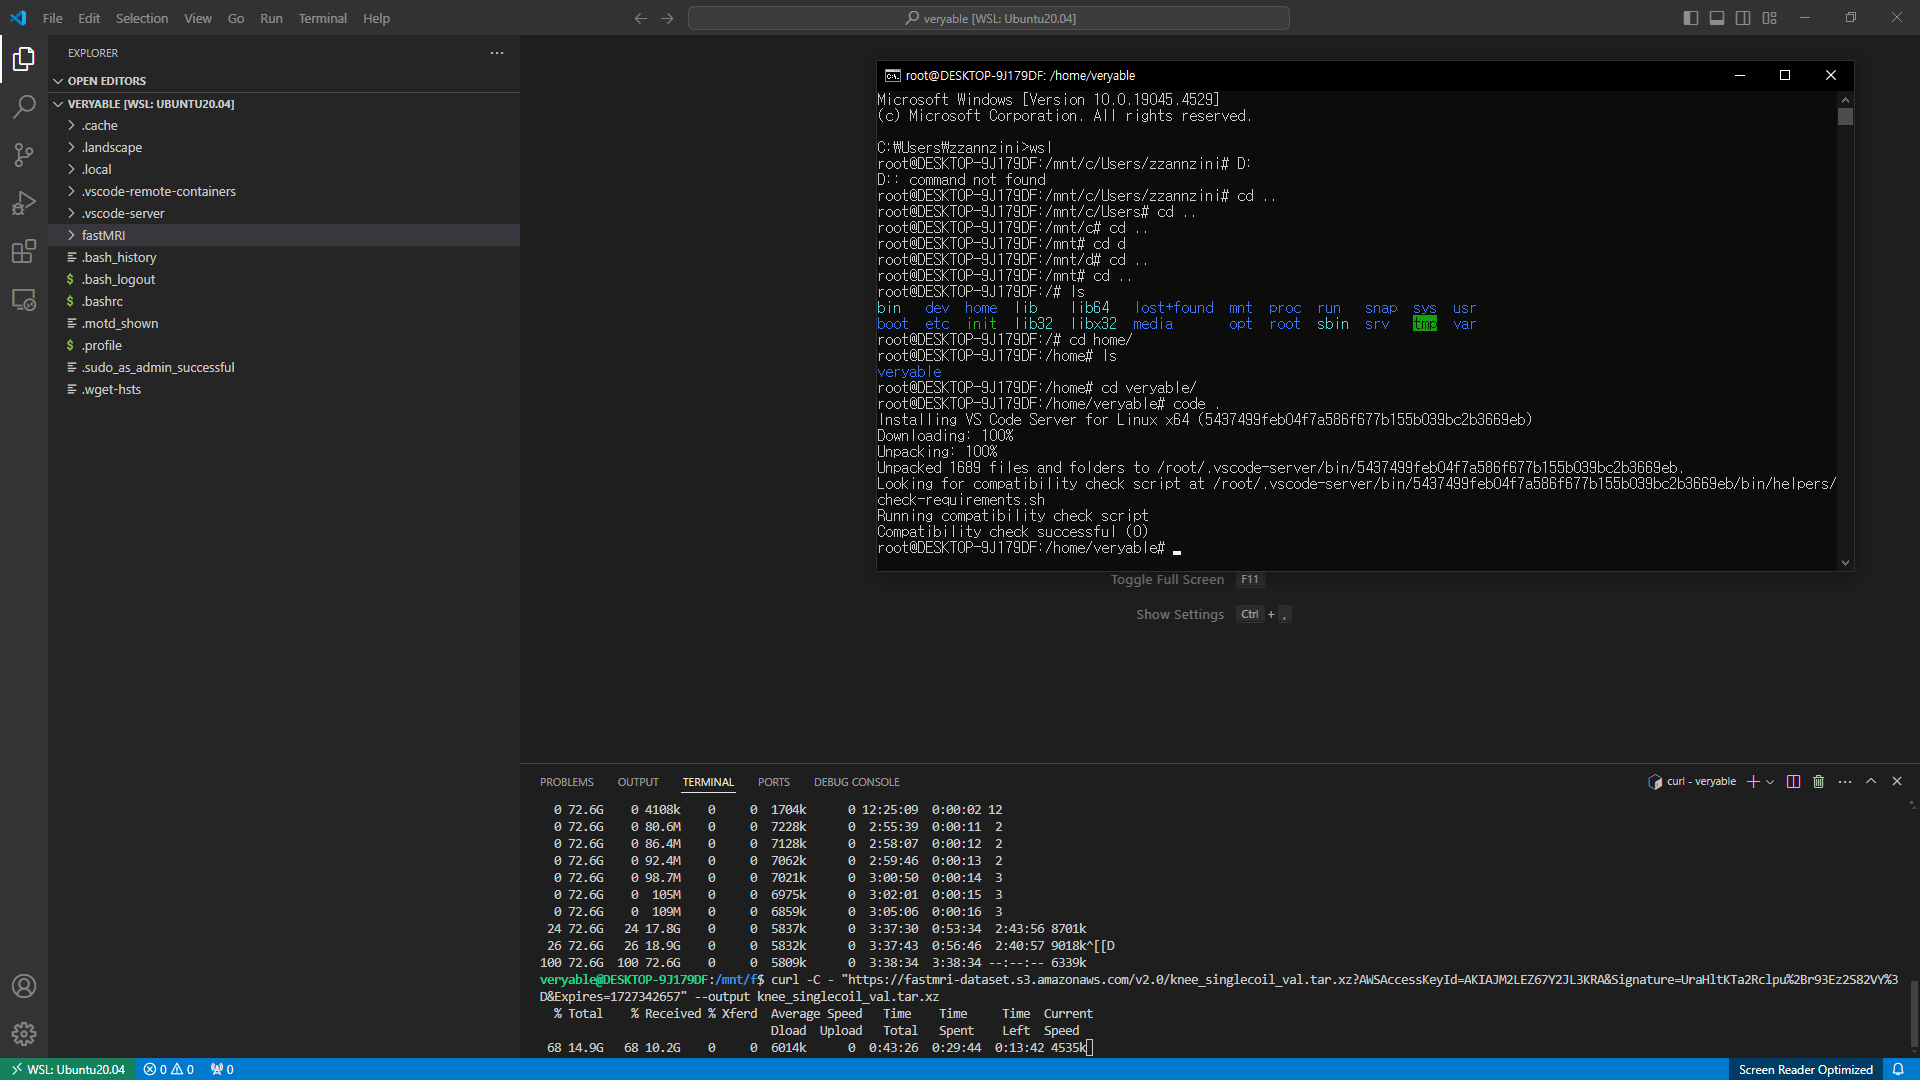 File Edit Selection View Go Run Terminal Help
veryable [WSL: Ubuntu20.04]
EXPLORER
OPEN EDITORS
VERYABLE [WSL: UBUNTU20.04]
.cache
.landscape
.local
.vscode-remote-containers
.vscode-server
fastMRI
.bash_history
.bash_logout
.bashrc
.motd_shown
.profile
.sudo_as_admin_successful
.wget-hsts
root@DESKTOP-9J179DF: /home/veryable
Microsoft Windows [Version 10.0.19045.4529]
(c) Microsoft Corporation. All rights reserved.
C:₩Users₩zzannzini>wsl
root@DESKTOP-9J179DF:/mnt/c/Users/zzannzini# D:
D:: command not found
root@DESKTOP-9J179DF:/mnt/c/Users/zzannzini# cd ..
root@DESKTOP-9J179DF:/mnt/c/Users# cd ..
root@DESKTOP-9J179DF:/mnt/c# cd ..
root@DESKTOP-9J179DF:/mnt# cd d
root@DESKTOP-9J179DF:/mnt/d# cd ..
root@DESKTOP-9J179DF:/mnt# cd ..
root@DESKTOP-9J179DF:/# ls
bin dev home lib lib64 lost+found mnt proc run snap sys usr
boot etc init lib32 libx32 media opt root sbin srv tmp var
root@DESKTOP-9J179DF:/# cd home/
root@DESKTOP-9J179DF:/home# ls
veryable
root@DESKTOP-9J179DF:/home# cd veryable/
root@DESKTOP-9J179DF:/home/veryable# code .
Installing VS Code Server for Linux x64 (5437499feb04f7a586f677b155b039bc2b3669eb)
Downloading: 100%
Unpacking: 100%
Unpacked 1689 files and folders to /root/.vscode-server/bin/5437499feb04f7a586f677b155b039bc2b3669eb.
Looking for compatibility check script at /root/.vscode-server/bin/5437499feb04f7a586f677b155b039bc2b3669eb/bin/helpers/
check-requirements.sh
Running compatibility check script
Compatibility check successful (0)
root@DESKTOP-9J179DF:/home/veryable#
Toggle Full Screen F11
Show Settings Ctrl + ,
PROBLEMS OUTPUT TERMINAL PORTS DEBUG CONSOLE
curl - veryable
0 72.6G 0 4108k 0 0 1704k 0 12:25:09 0:00:02 12
0 72.6G 0 80.6M 0 0 7228k 0 2:55:39 0:00:11 2
0 72.6G 0 86.4M 0 0 7128k 0 2:58:07 0:00:12 2
0 72.6G 0 92.4M 0 0 7062k 0 2:59:46 0:00:13 2
0 72.6G 0 98.7M 0 0 7021k 0 3:00:50 0:00:14 3
0 72.6G 0 105M 0 0 6975k 0 3:02:01 0:00:15 3
0 72.6G 0 109M 0 0 6859k 0 3:05:06 0:00:16 3
24 72.6G 24 17.8G 0 0 5837k 0 3:37:30 0:53:34 2:43:56 8701k
26 72.6G 26 18.9G 0 0 5832k 0 3:37:43 0:56:46 2:40:57 9018k^[[D
100 72.6G 100 72.6G 0 0 5809k 0 3:38:34 3:38:34 --:--:-- 6339k
veryable@DESKTOP-9J179DF:/mnt/f$ curl -C - "https://fastmri-dataset.s3.amazonaws.com/v2.0/knee_singlecoil_val.tar.xz?AWSAccessKeyId=AKIAJM2LEZ67Y2JL3KRA&Signature=UraHltKTa2Rclpu%2Br93Ez2S82VY%3
D&Expires=1727342657" --output knee_singlecoil_val.tar.xz
% Total % Received % Xferd Average Speed Time Time Time Current
Dload Upload Total Spent Left Speed
68 14.9G 68 10.2G 0 0 6014k 0 0:43:26 0:29:44 0:13:42 4535k
WSL: Ubuntu20.04 0 0 0 Screen Reader Optimized